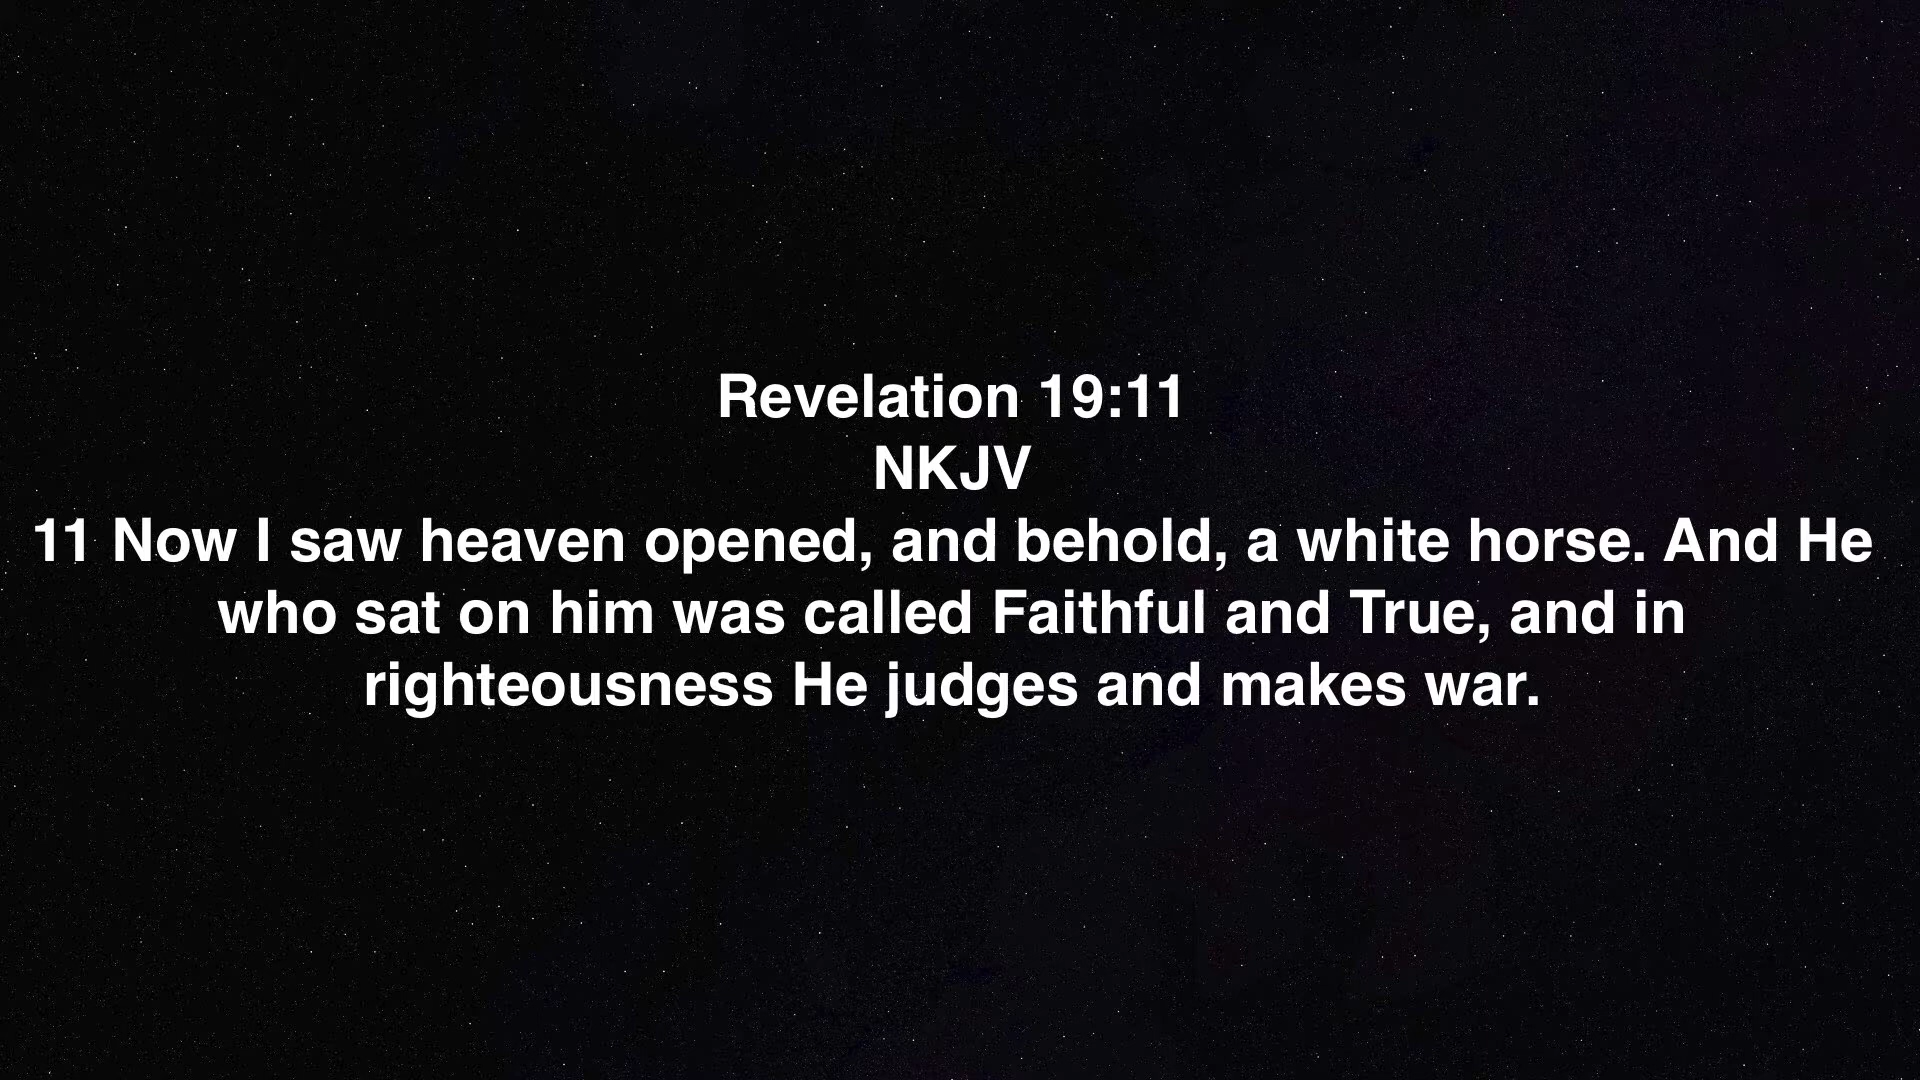 Revelation 19:11
NKJV
11 Now I saw heaven opened, and behold, a white horse. And He
who sat on him was called Faithful and True, and in
righteousness He judges and makes war.